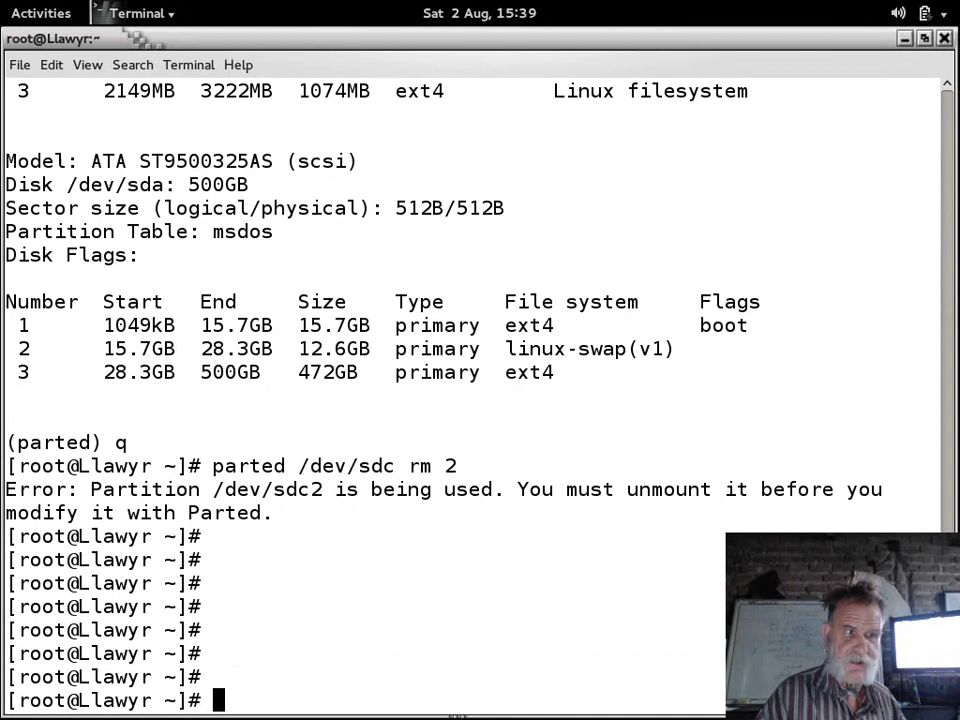 Activities Terminal Sat 2 Aug, 15:39
root@Llawyr:~
File Edit View Search Terminal Help
3 2149MB 3222MB 1074MB ext4 Linux filesystem
Model: ATA ST9500325AS (scsi)
Disk /dev/sda: 500GB
Sector size (logical/physical): 512B/512B
Partition Table: msdos
Disk Flags:
Number Start End Size Type File system Flags
1 1049kB 15.7GB 15.7GB primary ext4 boot
2 15.7GB 28.3GB 12.6GB primary linux-swap(v1)
3 28.3GB 500GB 472GB primary ext4
(parted) q
[root@Llawyr ~]# parted /dev/sdc rm 2
Error: Partition /dev/sdc2 is being used. You must unmount it before you
modify it with Parted.
[root@Llawyr ~]#
[root@Llawyr ~]#
[root@Llawyr ~]#
[root@Llawyr ~]#
[root@Llawyr ~]#
[root@Llawyr ~]#
[root@Llawyr ~]#
[root@Llawyr ~]#